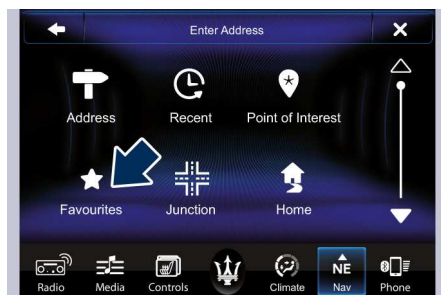 Enter Address
Address Recent Point of Interest
Favourites Junction Home
NE
Radio Media Controls Climate Nav Phone